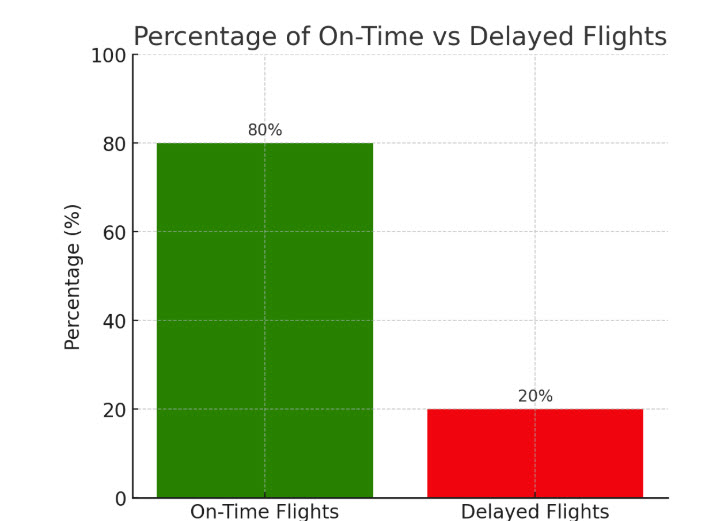 Percentage of On-Time vs Delayed Flights
100
80%
80
60
Percentage (%)
40
20%
20
0
On-Time Flights Delayed Flights